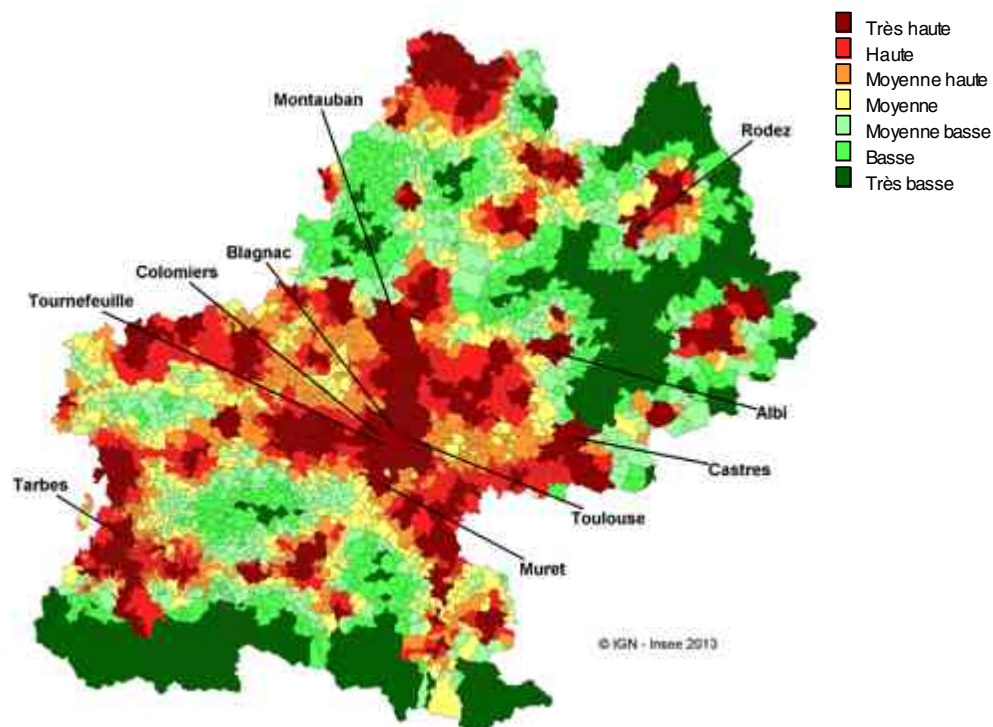 Très haute
Haute
Moyenne haute
Moyenne
Moyenne basse
Basse
Très basse
Montauban
Rodez
Blagnac
Colomiers
Tournefeuille
Albi
Castres
Tarbes
Toulouse
Muret
© IGN - Insee 2013